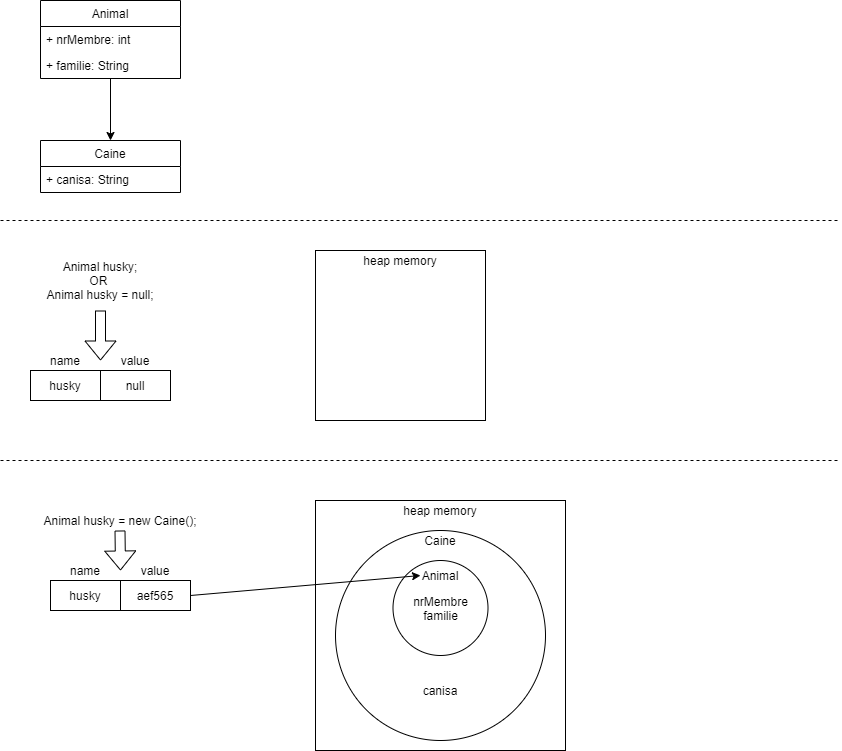 Animal
+ nrMembre: int
+ familie: String
Caine
+ canisa: String
Animal husky;
OR
Animal husky = null;
name value
husky null
heap memory
Animal husky = new Caine();
name value
husky aef565
heap memory
Caine
Animal
nrMembre
familie
canisa